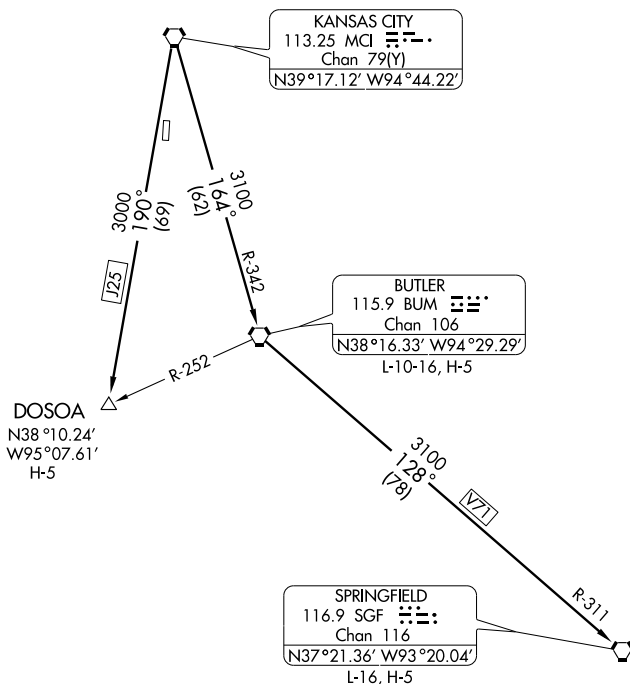 KANSAS CITY
113.25 MCI
Chan 79(Y)
N39°17.12' W94°44.22'
3000
190°
(69)
J25
3100
164°
(62)
R-342
BUTLER
115.9 BUM
Chan 106
N38°16.33' W94°29.29'
L-10-16, H-5
R-252
DOSOA
N38°10.24'
W95°07.61'
H-5
3100
128°
(78)
V71
R-311
SPRINGFIELD
116.9 SGF
Chan 116
N37°21.36' W93°20.04'
L-16, H-5